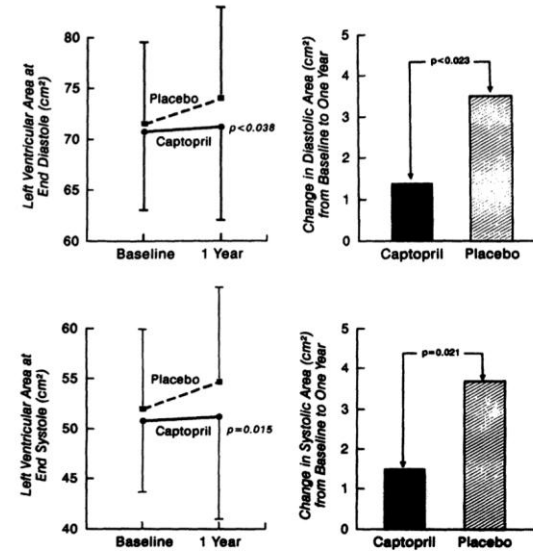 Left Ventricular Area at
End Diastole (cm²)
80
75
70
65
60
Placebo
Captopril
p<0.038
Baseline
1 Year
Change in Diastolic Area (cm²)
from Baseline to One Year
5
4
3
2
1
0
p<0.023
Captopril
Placebo
Left Ventricular Area at
End Systole (cm²)
60
55
50
45
40
Placebo
Captopril
p=0.015
Baseline
1 Year
Change in Systolic Area (cm²)
from Baseline to One Year
5
4
3
2
1
0
p=0.021
Captopril
Placebo